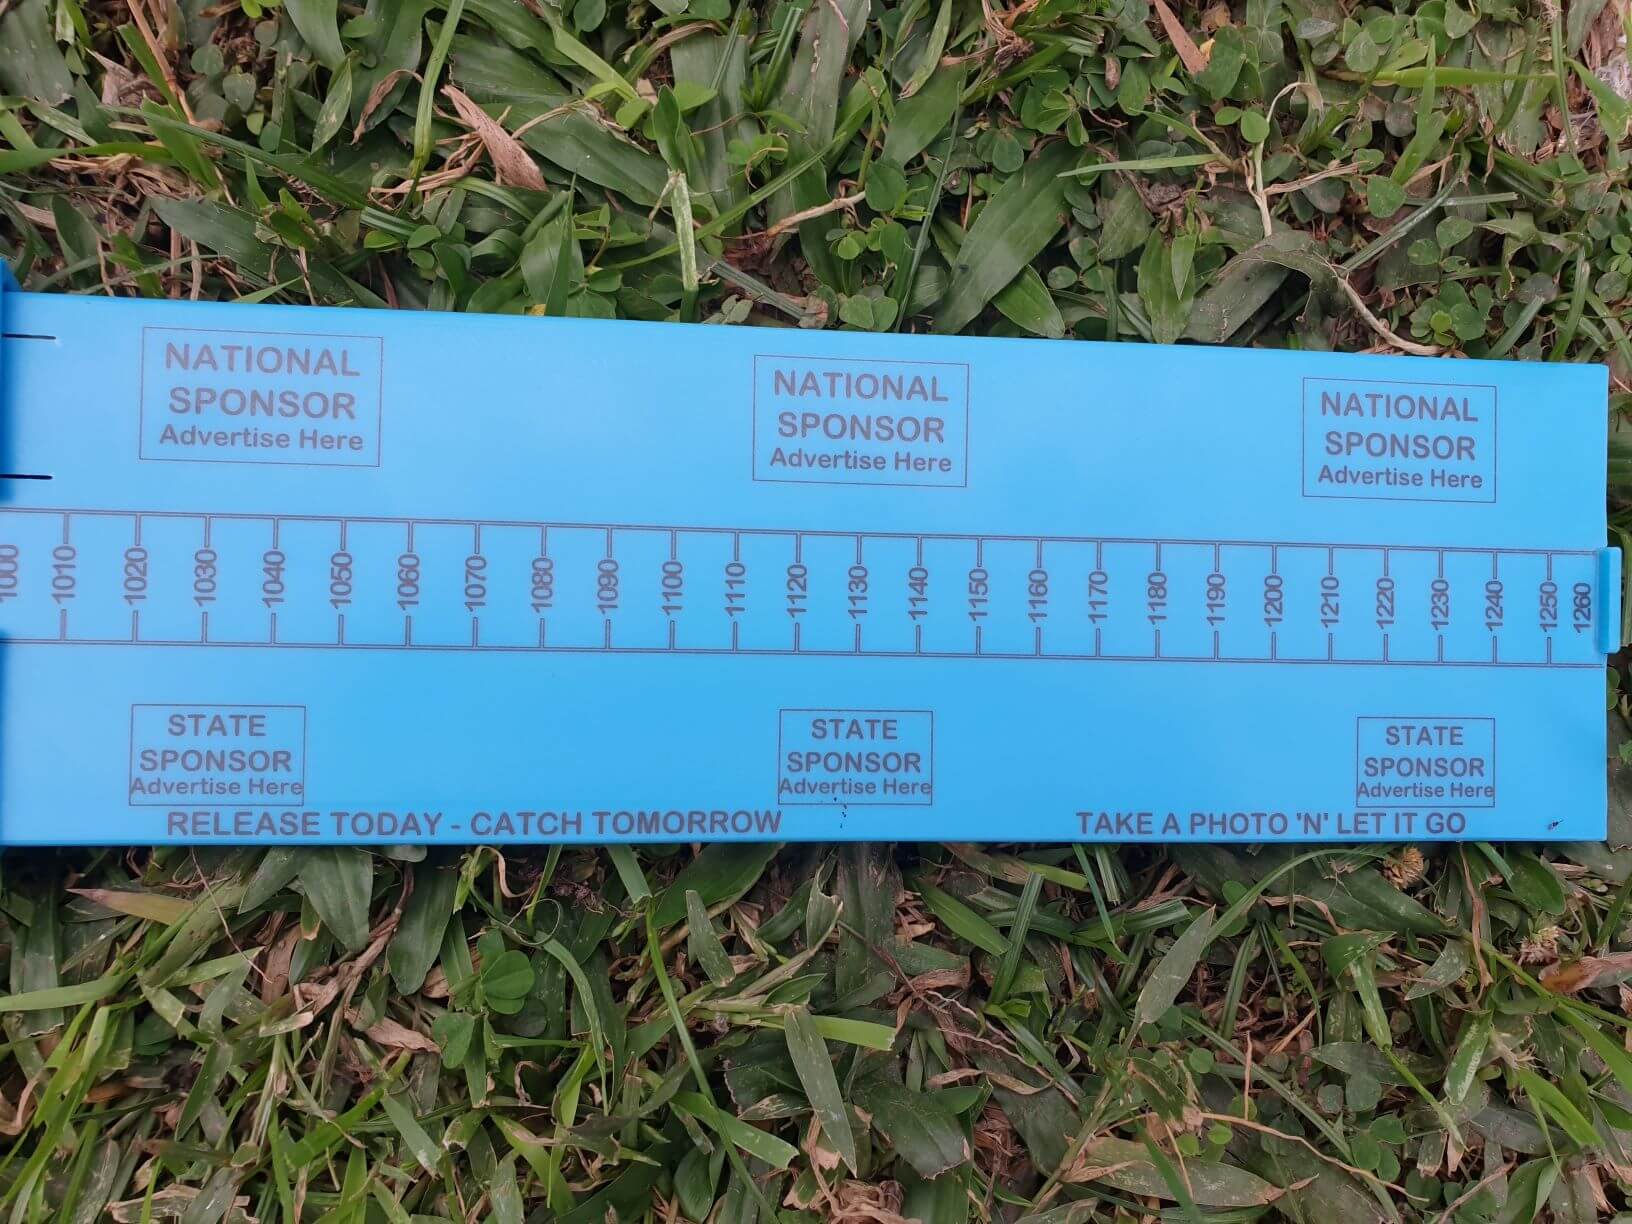 NATIONAL
SPONSOR
Advertise Here
NATIONAL
SPONSOR
Advertise Here
NATIONAL
SPONSOR
Advertise Here
1000 1010 1020 1030 1040 1050 1060 1070 1080 1090 1100 1110 1120 1130 1140 1150 1160 1170 1180 1190 1200 1210 1220 1230 1240 1250 1260
STATE
SPONSOR
Advertise Here
STATE
SPONSOR
Advertise Here
STATE
SPONSOR
Advertise Here
RELEASE TODAY - CATCH TOMORROW
TAKE A PHOTO 'N' LET IT GO